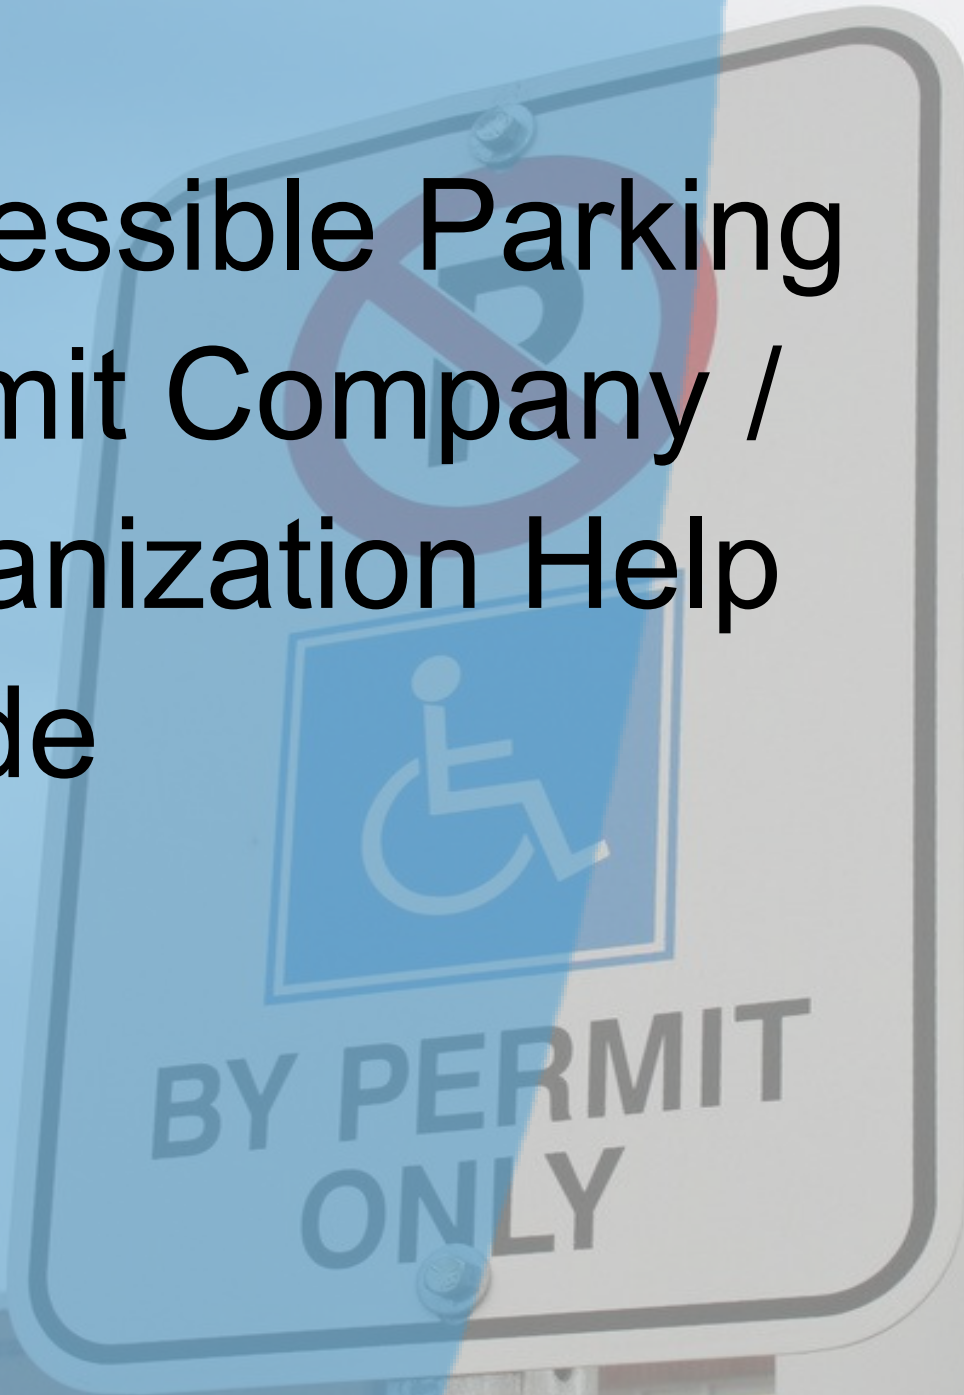 essible Parking
mit Company /
anization Help
de
P
BY PERMIT
ONLY